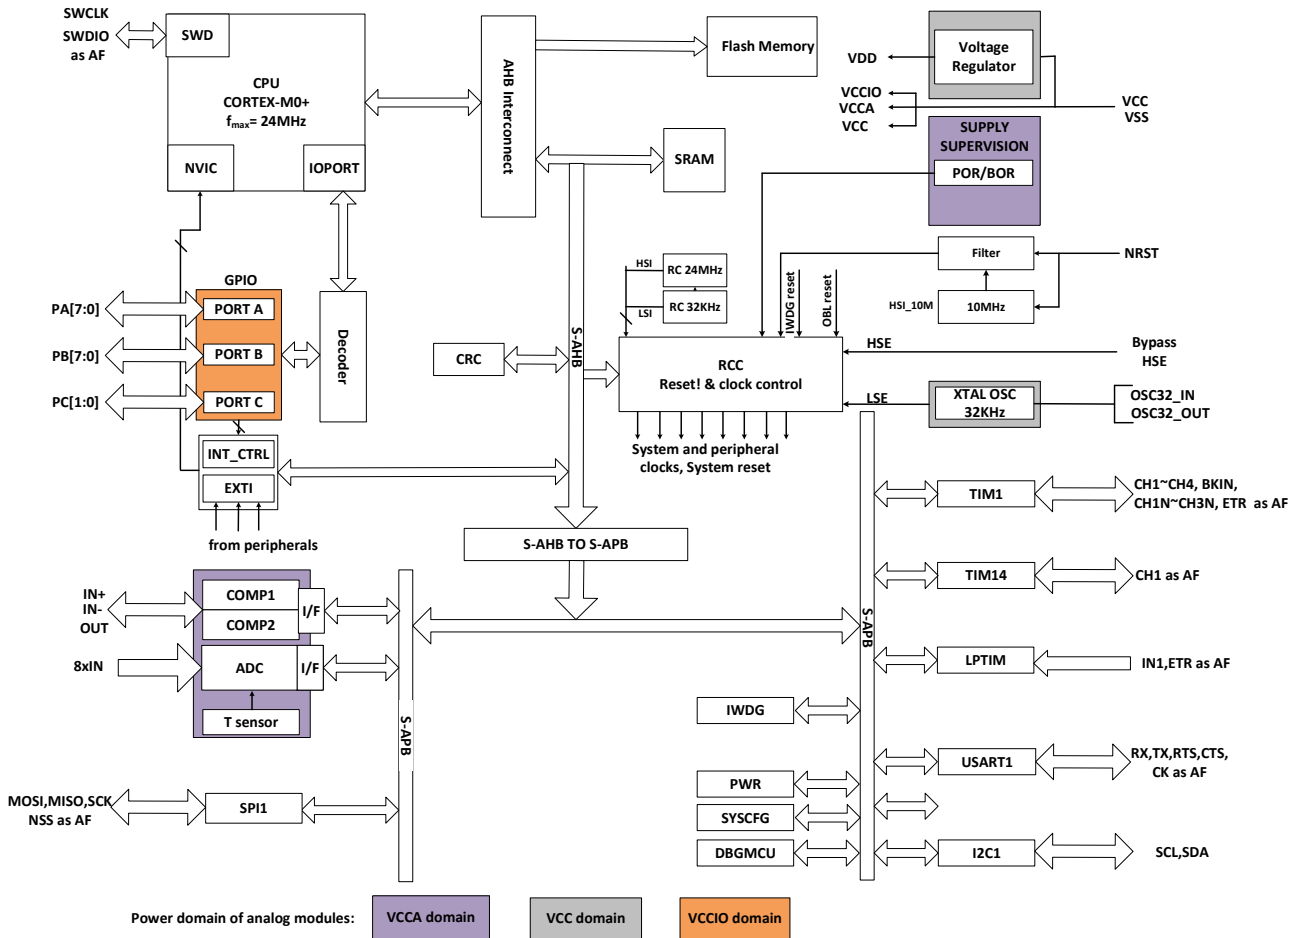 SWCLK
SWDIO
as AF
SWD
CPU
CORTEX-M0+
fmax= 24MHz
NVIC
IOPORT
AHB Interconnect
Flash Memory
SRAM
VDD
Voltage
Regulator
VCCIO
VCCA
VCC
VCC
VSS
SUPPLY
SUPERVISION
POR/BOR
Filter
NRST
HSI_10M
10MHz
HSI
RC 24MHz
LSI
RC 32KHz
IWDG reset
OBL reset
GPIO
PA[7:0]
PORT A
PB[7:0]
PORT B
PC[1:0]
PORT C
Decoder
CRC
S-AHB
RCC
Reset! & clock control
HSE
Bypass
HSE
LSE
XTAL OSC
32KHz
OSC32_IN
OSC32_OUT
System and peripheral
clocks, System reset
INT_CTRL
EXTI
from peripherals
S-AHB TO S-APB
TIM1
CH1~CH4, BKIN,
CH1N~CH3N, ETR as AF
TIM14
CH1 as AF
S-APB
LPTIM
IN1,ETR as AF
IN+
IN-
OUT
COMP1
COMP2
I/F
8xIN
ADC
I/F
T sensor
S-APB
IWDG
USART1
RX,TX,RTS,CTS,
CK as AF
PWR
SYSCFG
DBGMCU
I2C1
SCL,SDA
MOSI,MISO,SCK
NSS as AF
SPI1
Power domain of analog modules:
VCCA domain
VCC domain
VCCIO domain